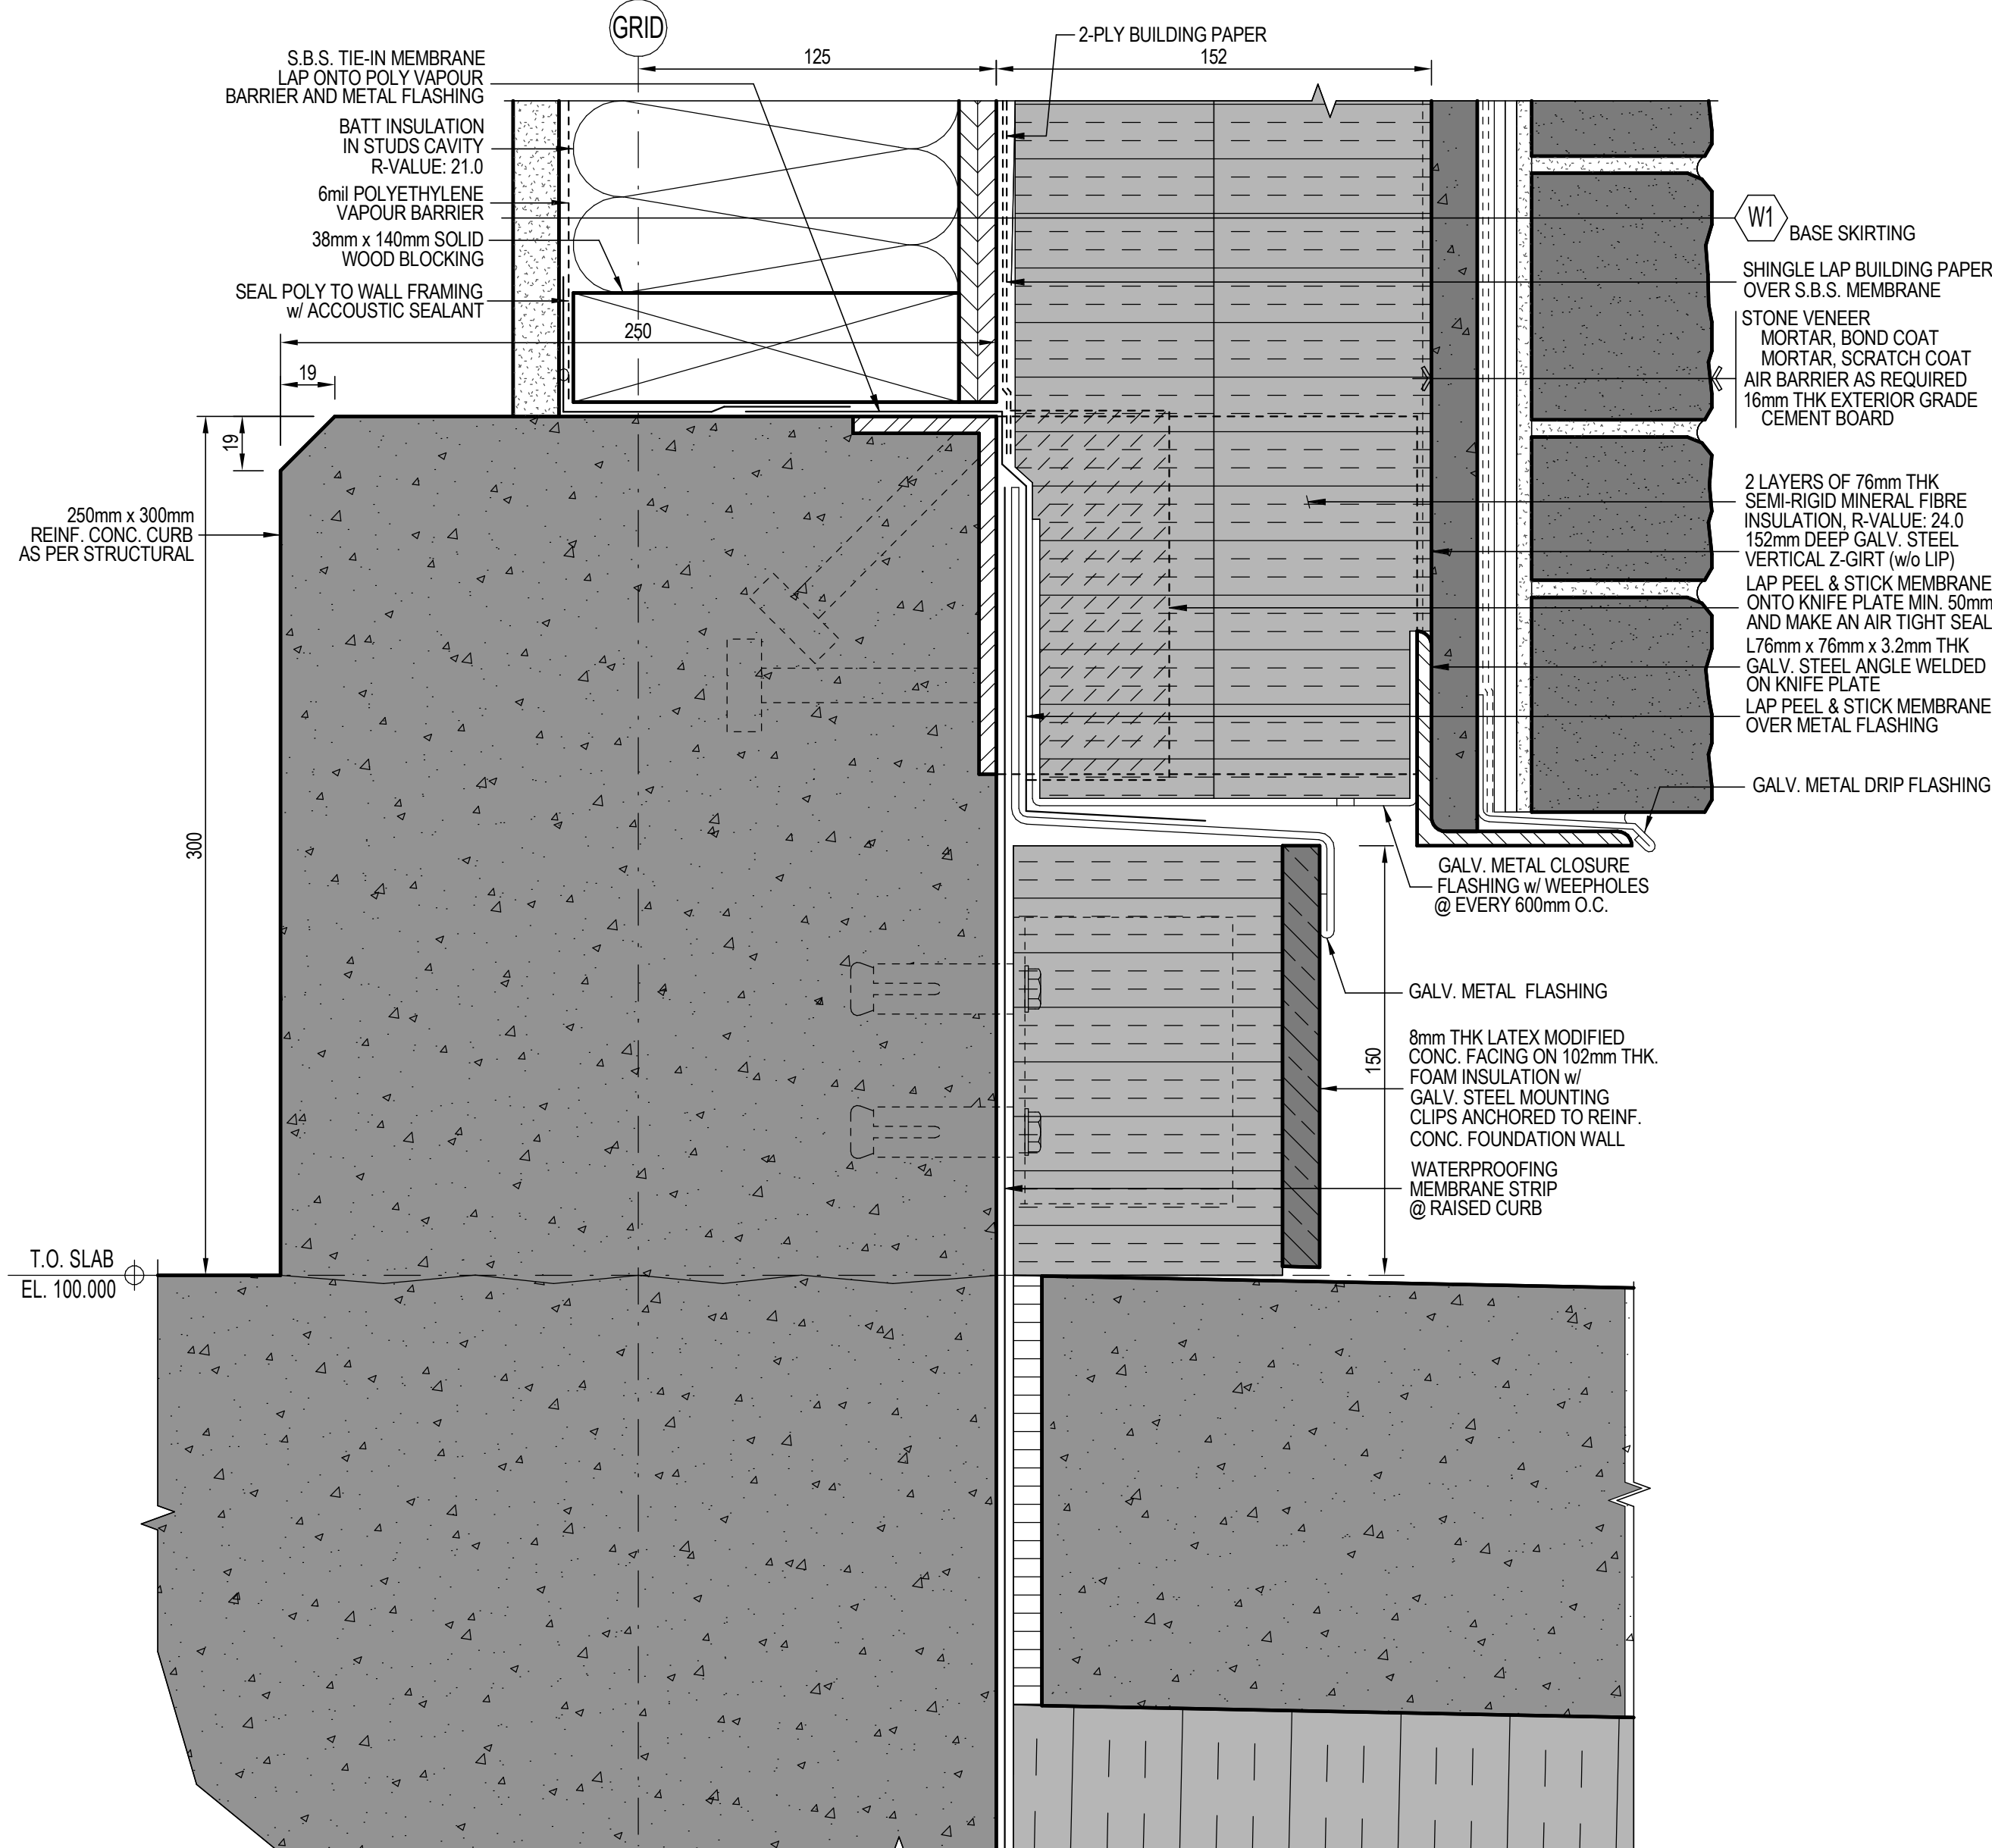 GRID
125
152
2-PLY BUILDING PAPER
S.B.S. TIE-IN MEMBRANE
LAP ONTO POLY VAPOUR
BARRIER AND METAL FLASHING
BATT INSULATION
IN STUDS CAVITY
R-VALUE: 21.0
6mil POLYETHYLENE
VAPOUR BARRIER
38mm x 140mm SOLID
WOOD BLOCKING
SEAL POLY TO WALL FRAMING
w/ ACCOUSTIC SEALANT
250
19
19
250mm x 300mm
REINF. CONC. CURB
AS PER STRUCTURAL
300
T.O. SLAB
EL. 100.000
W1
BASE SKIRTING
SHINGLE LAP BUILDING PAPER
OVER S.B.S. MEMBRANE
STONE VENEER
MORTAR, BOND COAT
MORTAR, SCRATCH COAT
AIR BARRIER AS REQUIRED
16mm THK EXTERIOR GRADE
CEMENT BOARD
2 LAYERS OF 76mm THK
SEMI-RIGID MINERAL FIBRE
INSULATION, R-VALUE: 24.0
152mm DEEP GALV. STEEL
VERTICAL Z-GIRT (w/o LIP)
LAP PEEL & STICK MEMBRANE
ONTO KNIFE PLATE MIN. 50mm
AND MAKE AN AIR TIGHT SEAL
L76mm x 76mm x 3.2mm THK
GALV. STEEL ANGLE WELDED
ON KNIFE PLATE
LAP PEEL & STICK MEMBRANE
OVER METAL FLASHING
GALV. METAL DRIP FLASHING
GALV. METAL CLOSURE
FLASHING w/ WEEPHOLES
@ EVERY 600mm O.C.
GALV. METAL FLASHING
150
8mm THK LATEX MODIFIED
CONC. FACING ON 102mm THK.
FOAM INSULATION w/
GALV. STEEL MOUNTING
CLIPS ANCHORED TO REINF.
CONC. FOUNDATION WALL
WATERPROOFING
MEMBRANE STRIP
@ RAISED CURB